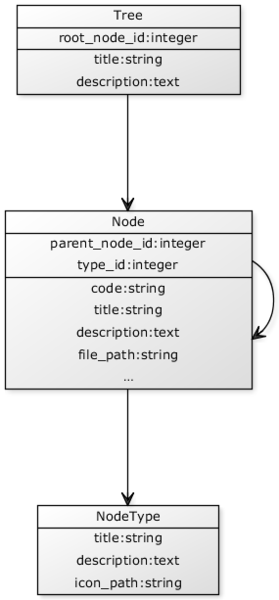 Tree
root_node_id:integer
title:string
description:text
Node
parent_node_id:integer
type_id:integer
code:string
title:string
description:text
file_path:string
...
NodeType
title:string
description:text
icon_path:string